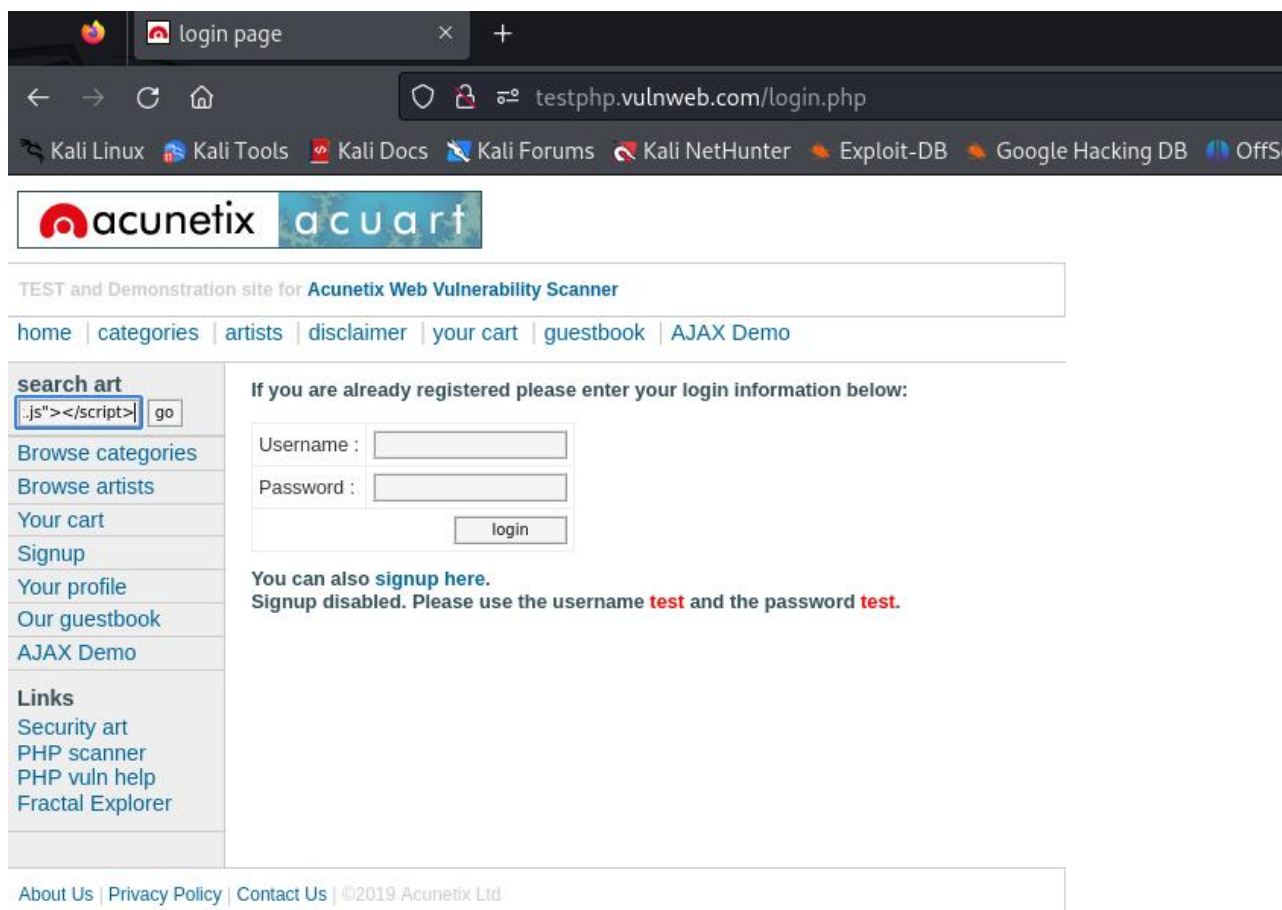 login page
testphp.vulnweb.com/login.php
Kali Linux Kali Tools Kali Docs Kali Forums Kali NetHunter Exploit-DB Google Hacking DB OffS
acunetix acuart
TEST and Demonstration site for Acunetix Web Vulnerability Scanner
home | categories | artists | disclaimer | your cart | guestbook | AJAX Demo
search art
.js"></script> go
Browse categories
Browse artists
Your cart
Signup
Your profile
Our guestbook
AJAX Demo
Links
Security art
PHP scanner
PHP vuln help
Fractal Explorer
If you are already registered please enter your login information below:
Username :
Password :
login
You can also signup here.
Signup disabled. Please use the username test and the password test.
About Us | Privacy Policy | Contact Us | ©2019 Acunetix Ltd